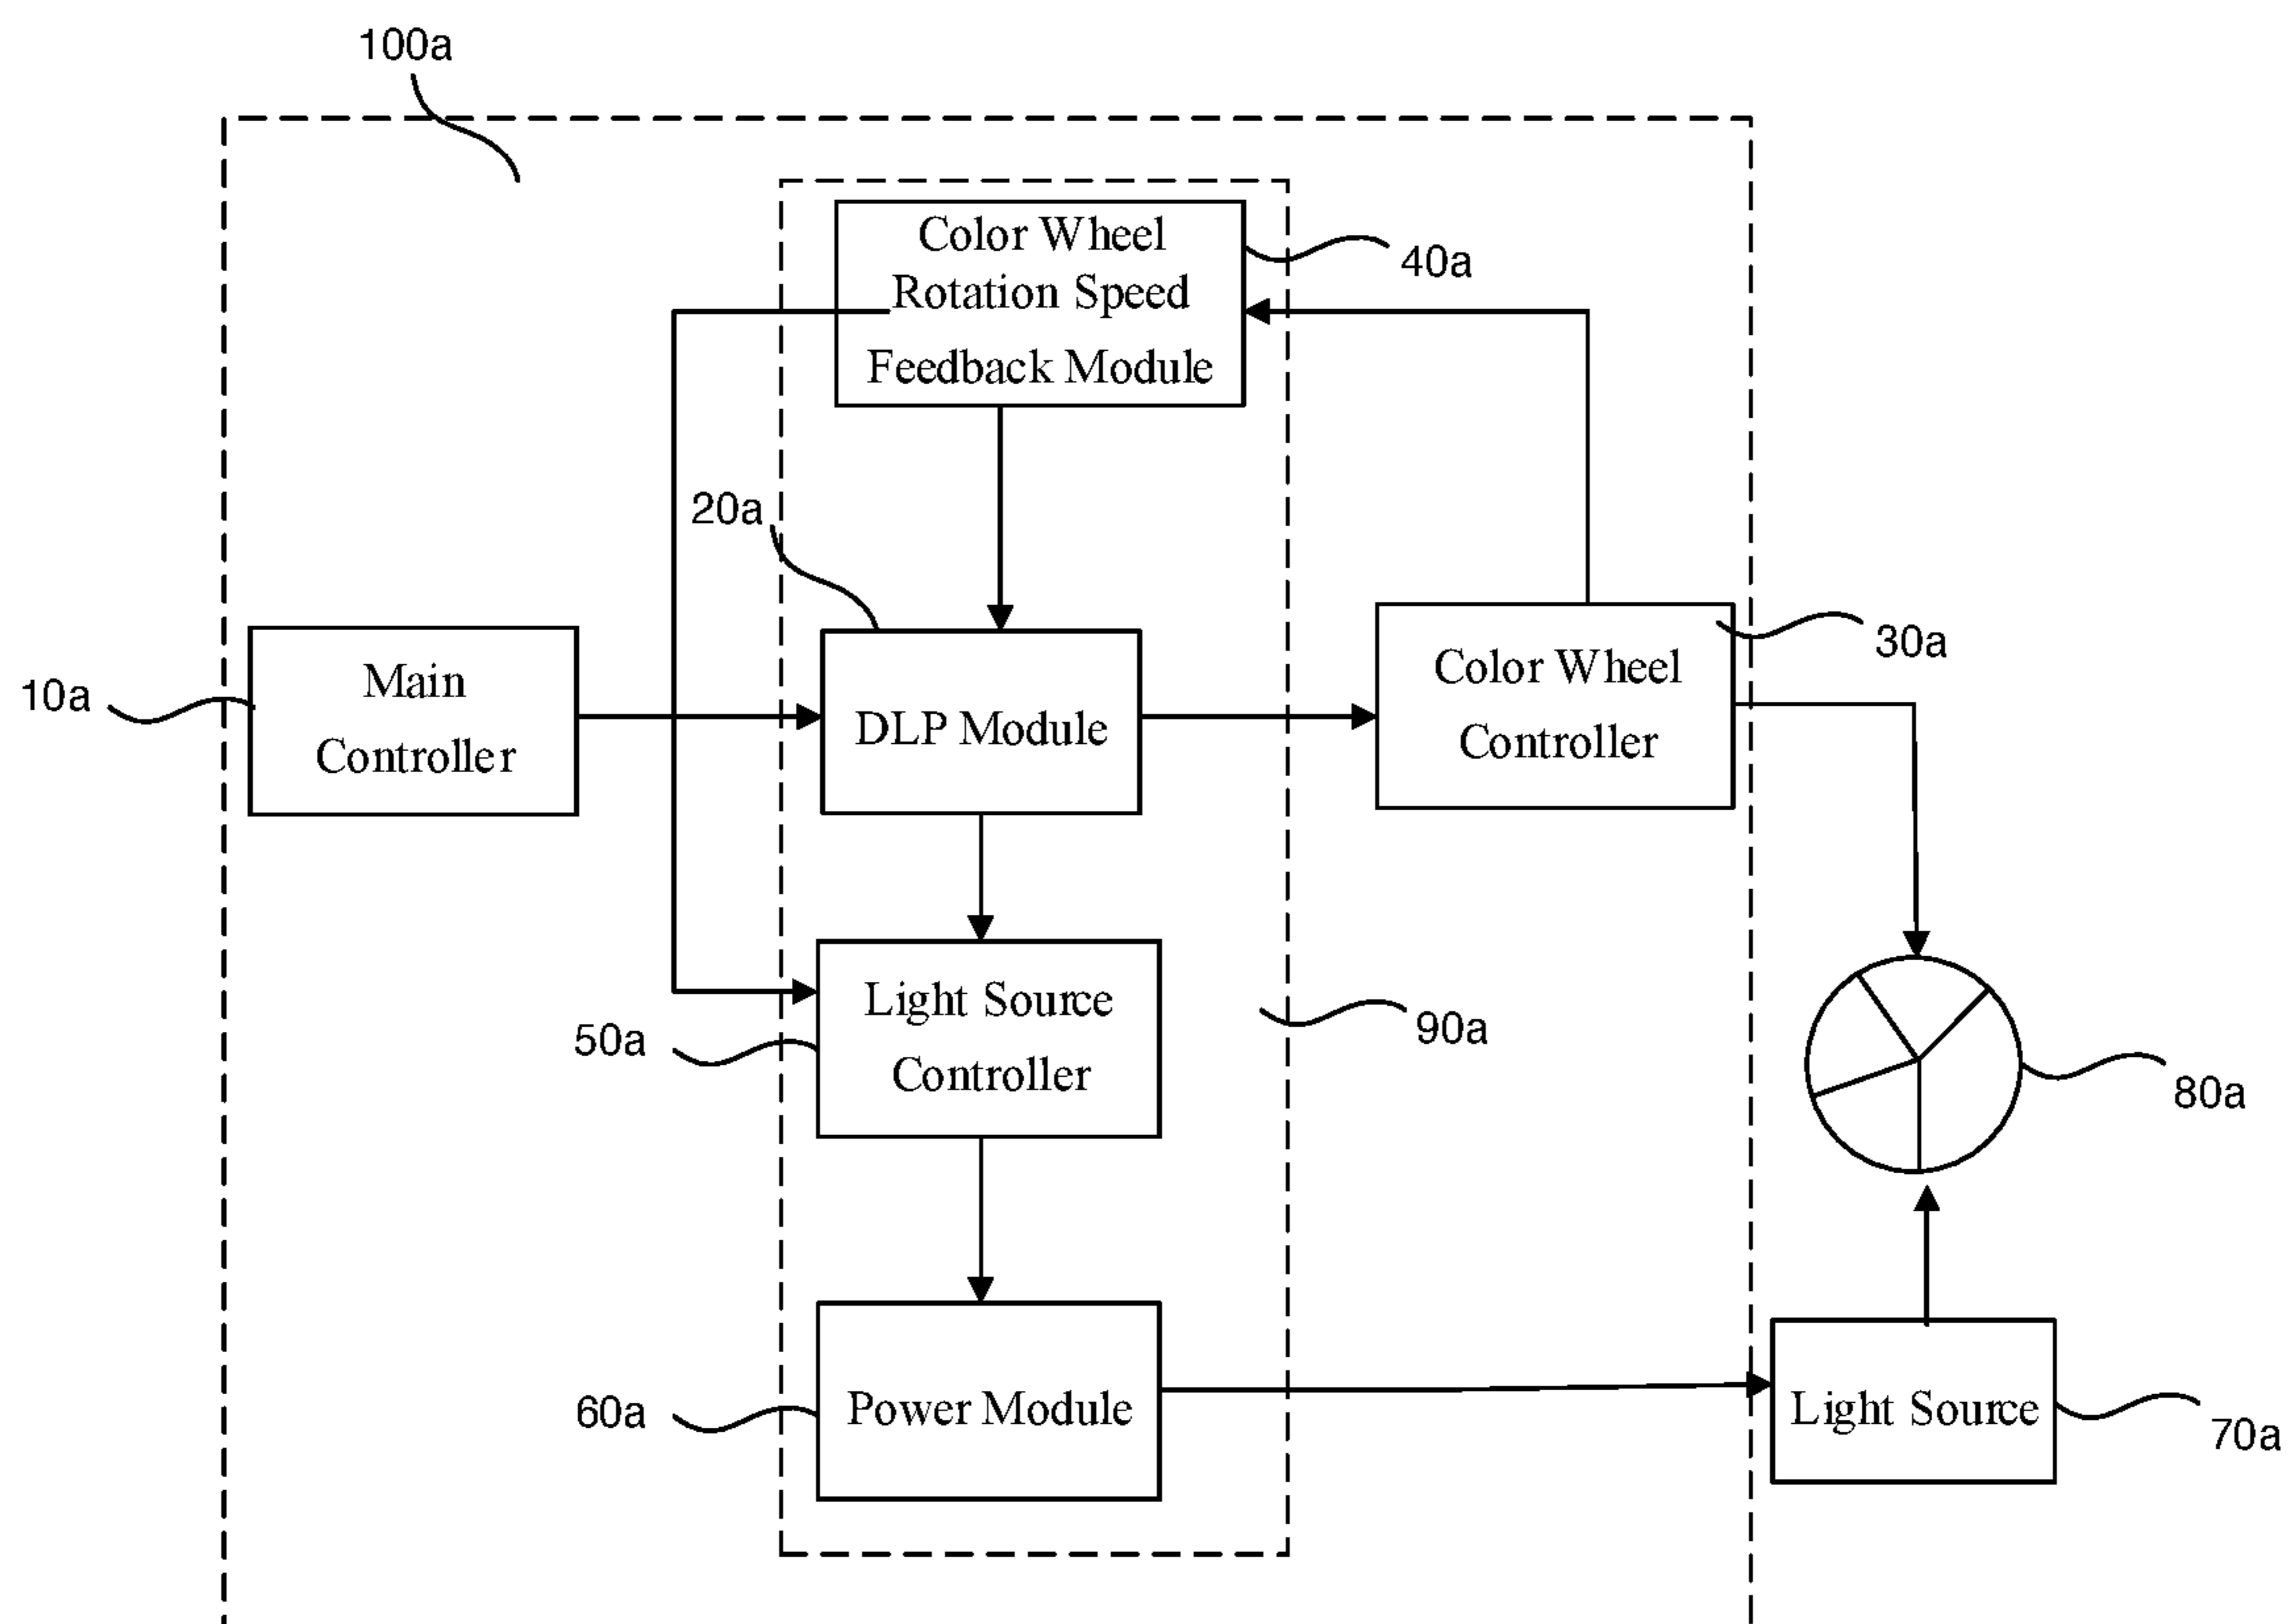 100a
Color Wheel
Rotation Speed
Feedback Module
40a
20a
Main
Controller
10a
DLP Module
Color Wheel
Controller
30a
Light Source
Controller
50a
90a
80a
Power Module
60a
Light Source
70a